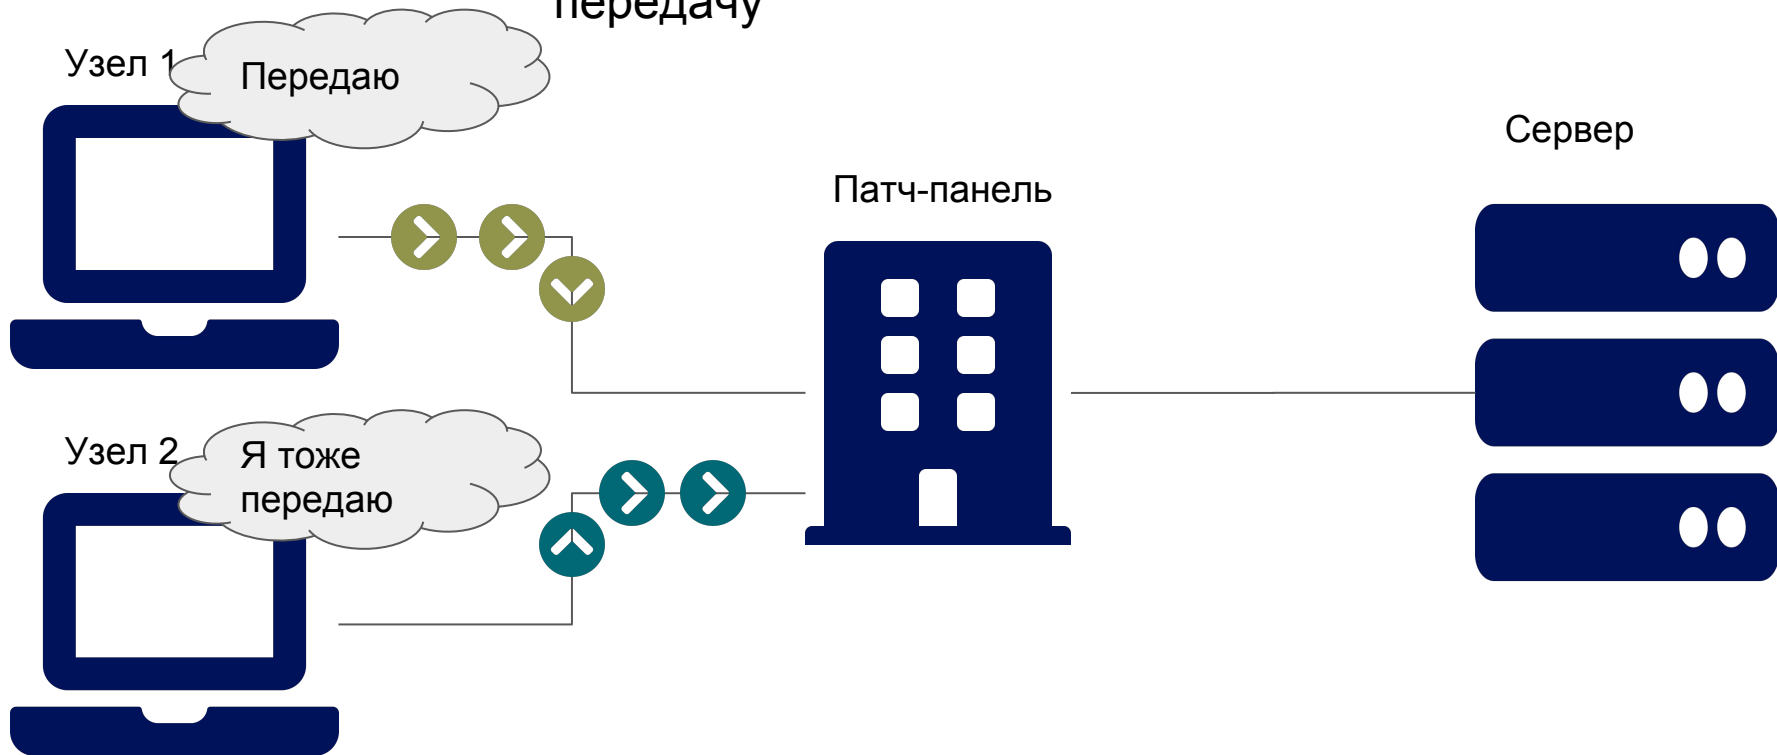 передачу
Узел 1
Передаю
Сервер
Патч-панель
Узел 2
Я тоже
передаю